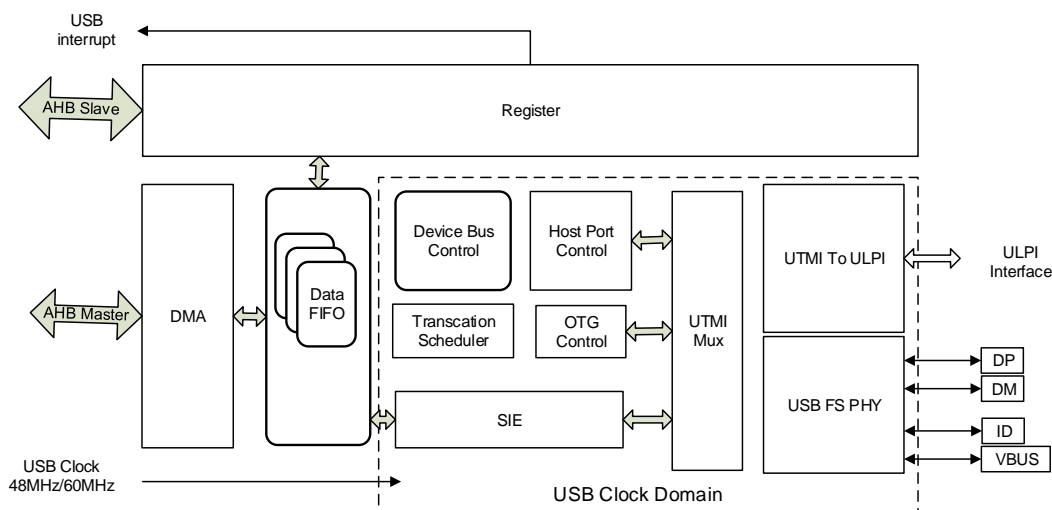 USB
interrupt
AHB Slave
Register
Device Bus
Control
Host Port
Control
UTMI To ULPI
ULPI
Interface
AHB Master
DMA
Data
FIFO
Transcation
Scheduler
OTG
Control
UTMI
Mux
DP
DM
USB FS PHY
SIE
ID
VBUS
USB Clock
48MHz/60MHz
USB Clock Domain